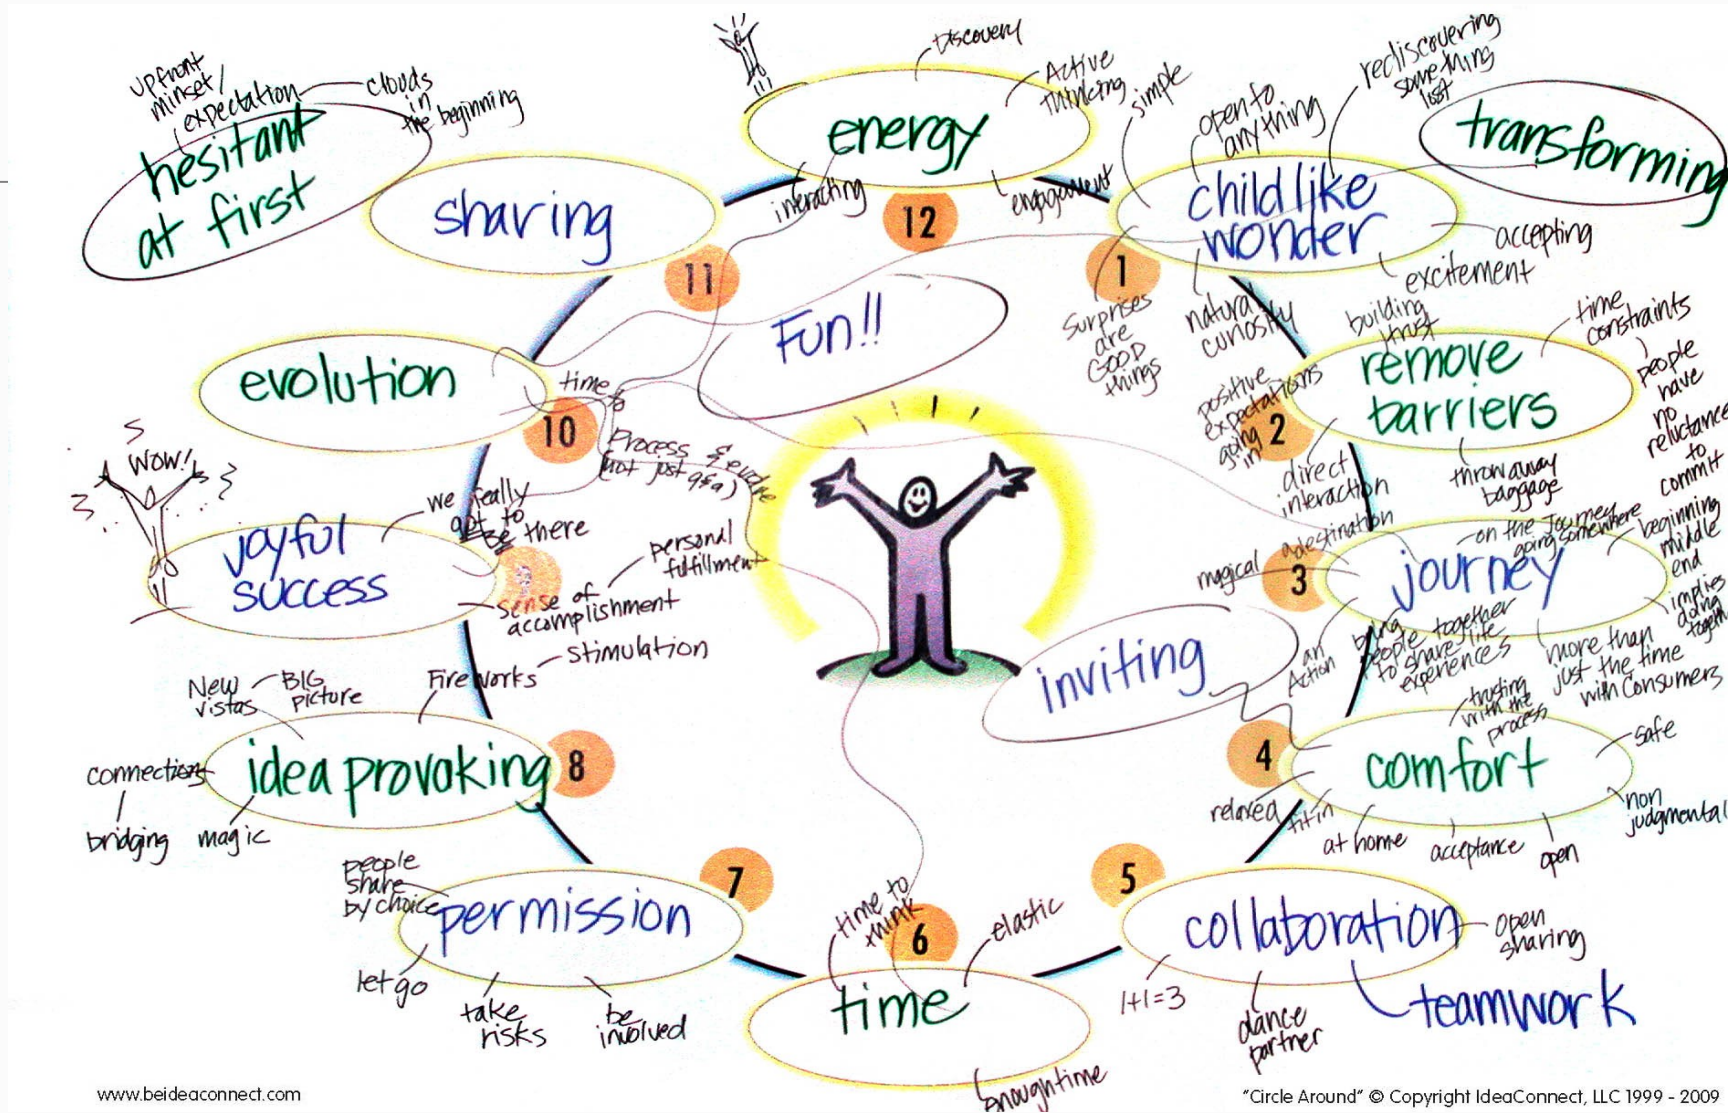 upfront
minset/
expectation
clouds
in
the beginning
hesitant
at first
sharing
11
Discovery
Active
thinking
energy
interacting
engagement
12
simple
open to
anything
rediscovering
something
lost
transforming
child like
wonder
1
accepting
excitement
natural
curiosity
Surprises
are
GOOD
things
Fun!!
building
trust
time
constraints
people
have
no
reluctance
to
commit
remove
barriers
2
positive
expectations
going
in
direct
interaction
throw away
baggage
evolution
10
time to
Process & evolve
(not just q&a)
WOW!
we really
got to
be there
joyful
success
sense of
accomplishment
personal
fulfillment
magical
a destination
3
on the Journey
going somewhere
beginning
middle
end
journey
implies
going
together
an
Action
bring
people together
to share life
experiences
more than
just the time
with Consumers
inviting
New
vistas
BIG
picture
Fireworks
stimulation
connections
bridging
magic
idea provoking
8
4
trusting
with the
process
safe
comfort
non
judgmental
relaxed
fit in
at home
acceptance
open
people
share
by choice
permission
7
let go
take
risks
be
involved
time to
think
6
elastic
time
enough time
5
collaboration
open
sharing
1+1=3
dance
partner
teamwork
www.beideaconnect.com
"Circle Around" © Copyright IdeaConnect, LLC 1999 - 2009